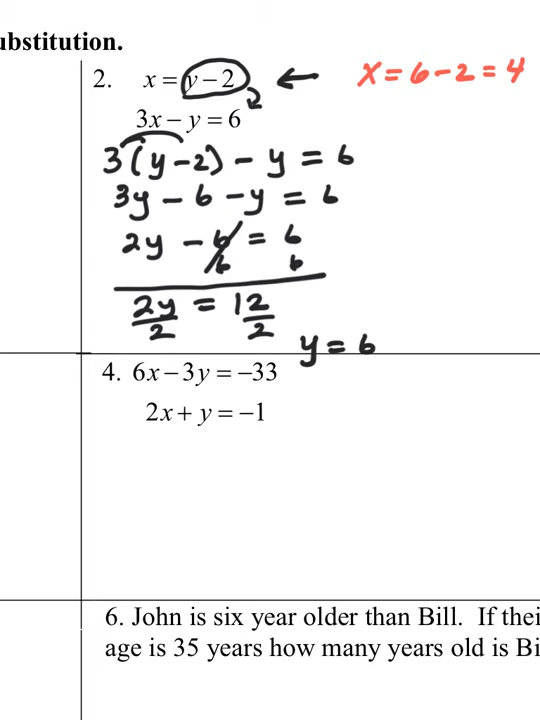 ubstitution.
2. x = y − 2 ← x = 6 − 2 = 4
3x − y = 6
3(y − 2) − y = 6
3y − 6 − y = 6
2y − 6 = 6
6 6
2y = 12
2 2
y = 6
4. 6x − 3y = −33
2x + y = −1
6. John is six year older than Bill. If thei
age is 35 years how many years old is Bi